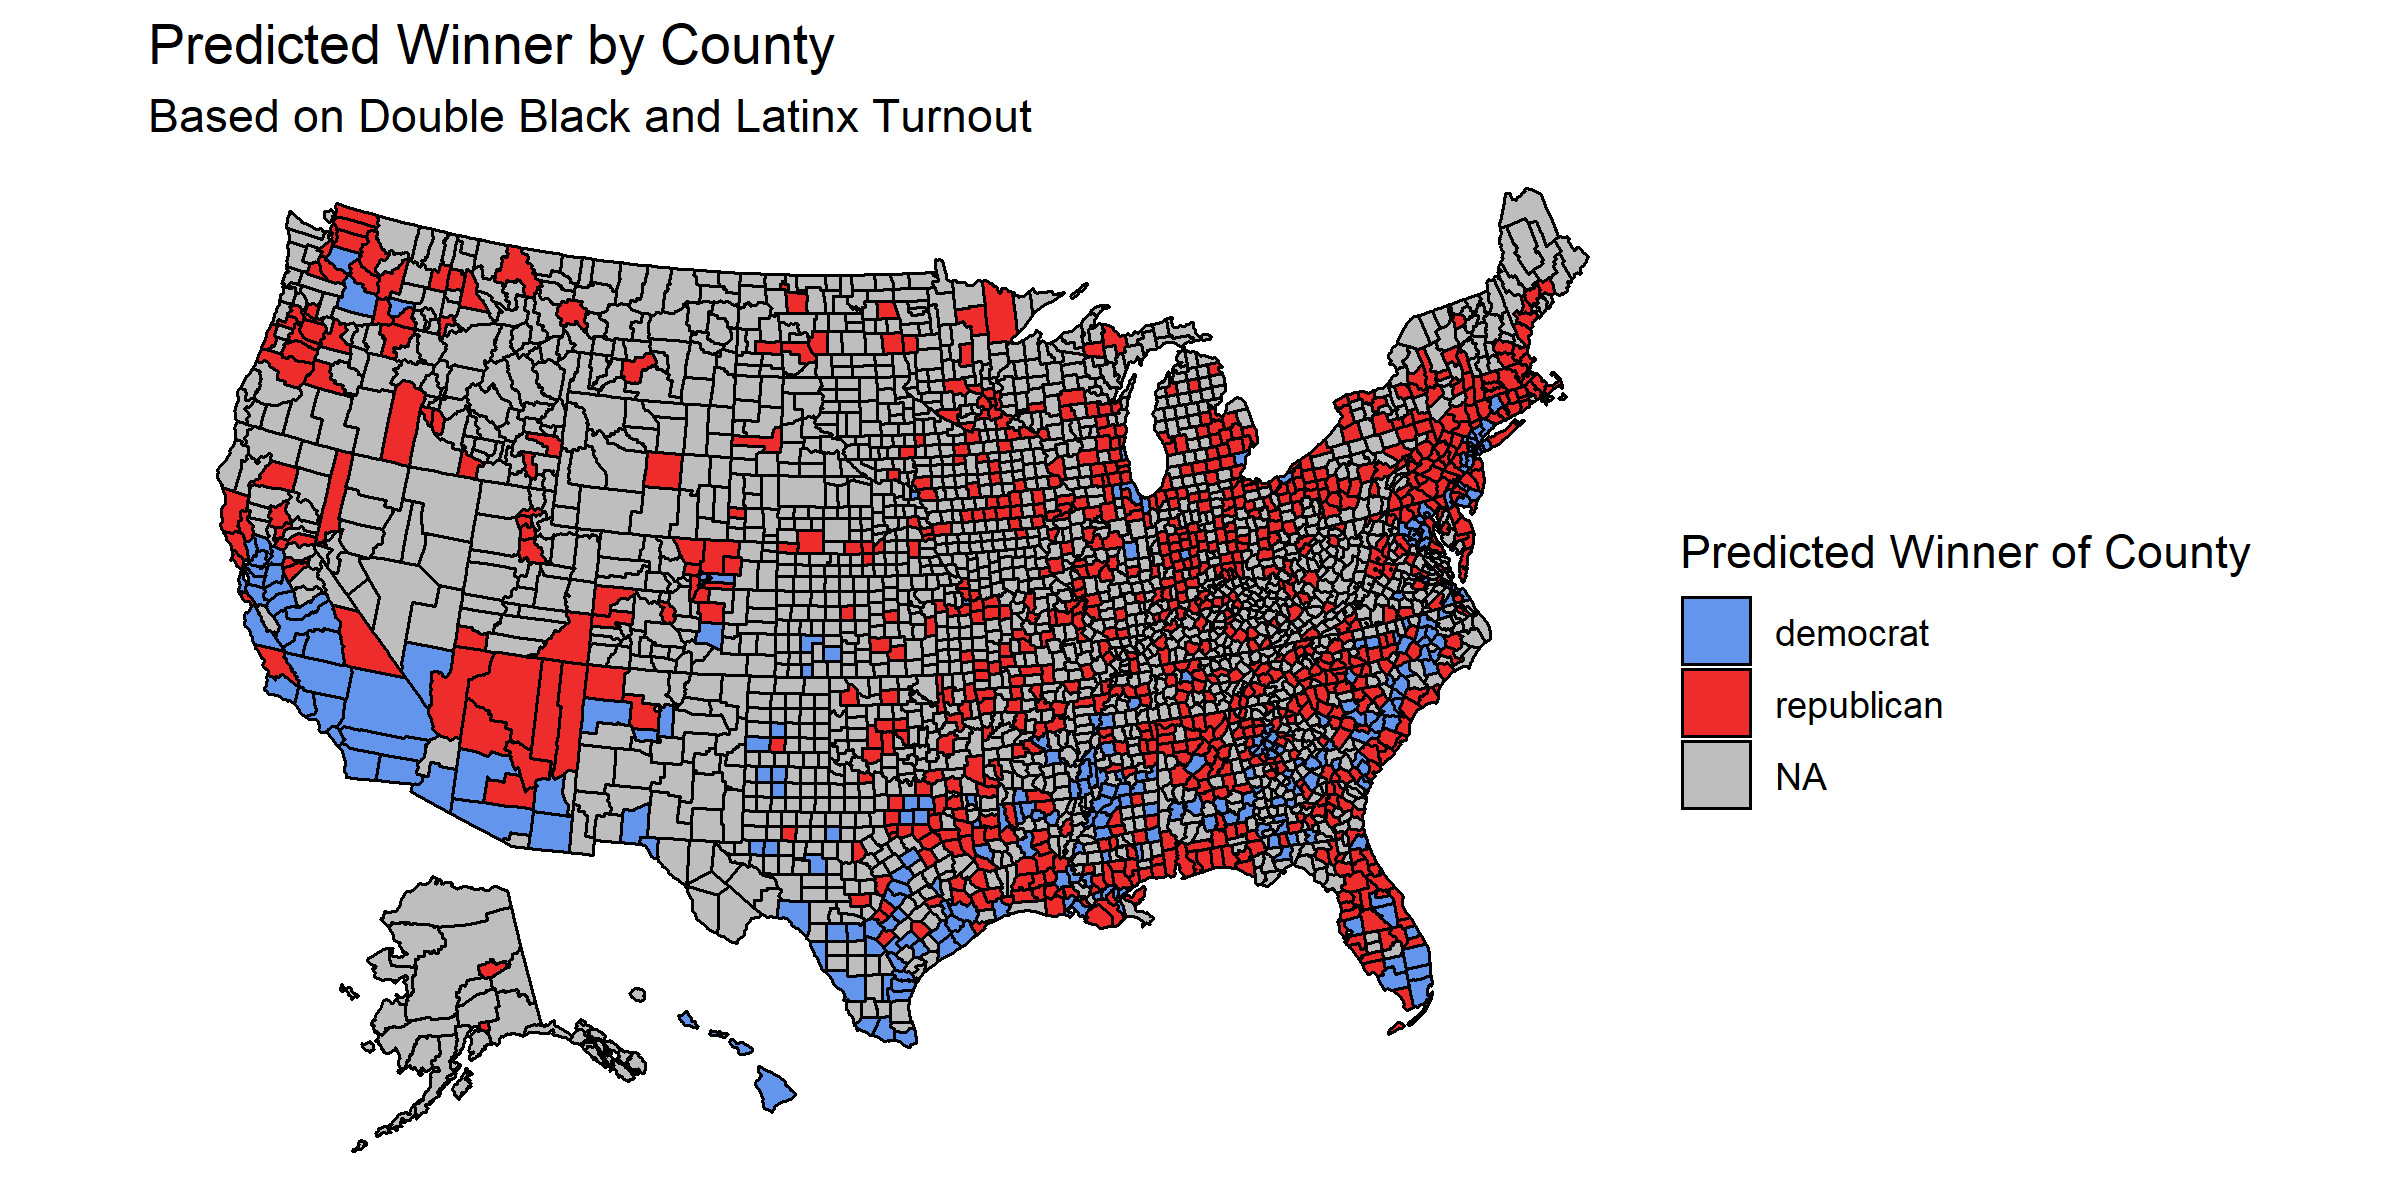 Predicted Winner by County
Based on Double Black and Latinx Turnout
Predicted Winner of County
democrat
republican
NA